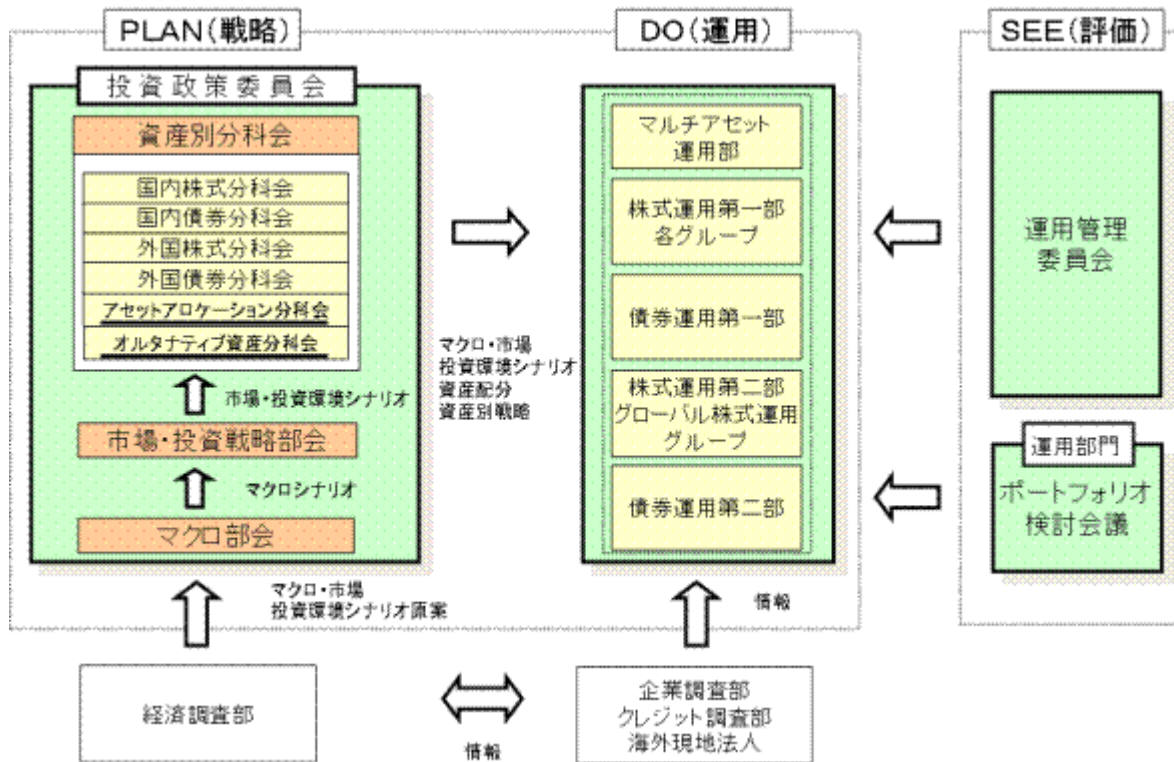 PLAN(戦略)
投資政策委員会
資産別分科会
国内株式分科会
国内債券分科会
外国株式分科会
外国債券分科会
アセットアロケーション分科会
オルタナティブ資産分科会
市場・投資環境シナリオ
市場・投資戦略部会
マクロシナリオ
マクロ部会
マクロ・市場
投資環境シナリオ原案
経済調査部
マクロ・市場
投資環境シナリオ
資産配分
資産別戦略
DO(運用)
マルチアセット
運用部
株式運用第一部
各グループ
債券運用第一部
株式運用第二部
グローバル株式運用
グループ
債券運用第二部
情報
企業調査部
クレジット調査部
海外現地法人
情報
SEE(評価)
運用管理
委員会
運用部門
ポートフォリオ
検討会議